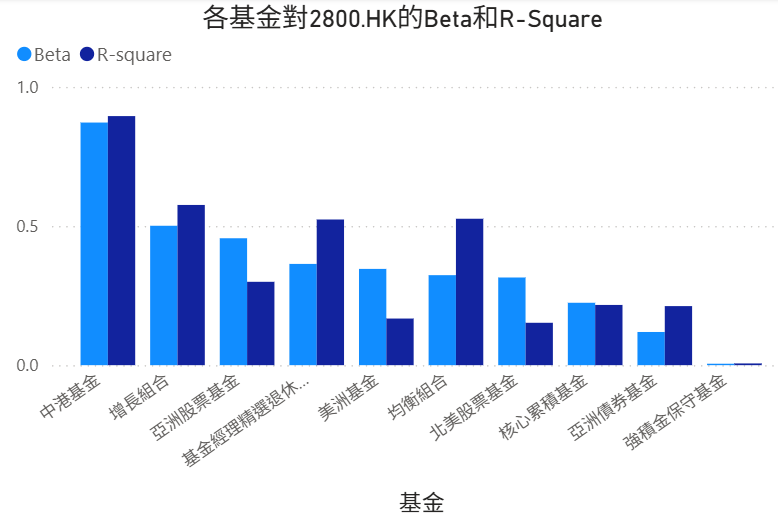 各基金對2800.HK的Beta和R-Square
Beta R-square
1.0
0.5
0.0
中港基金
增長組合
亞洲股票基金
基金經理精選退休...
美洲基金
均衡組合
北美股票基金
核心累積基金
亞洲債券基金
強積金保守基金
基金